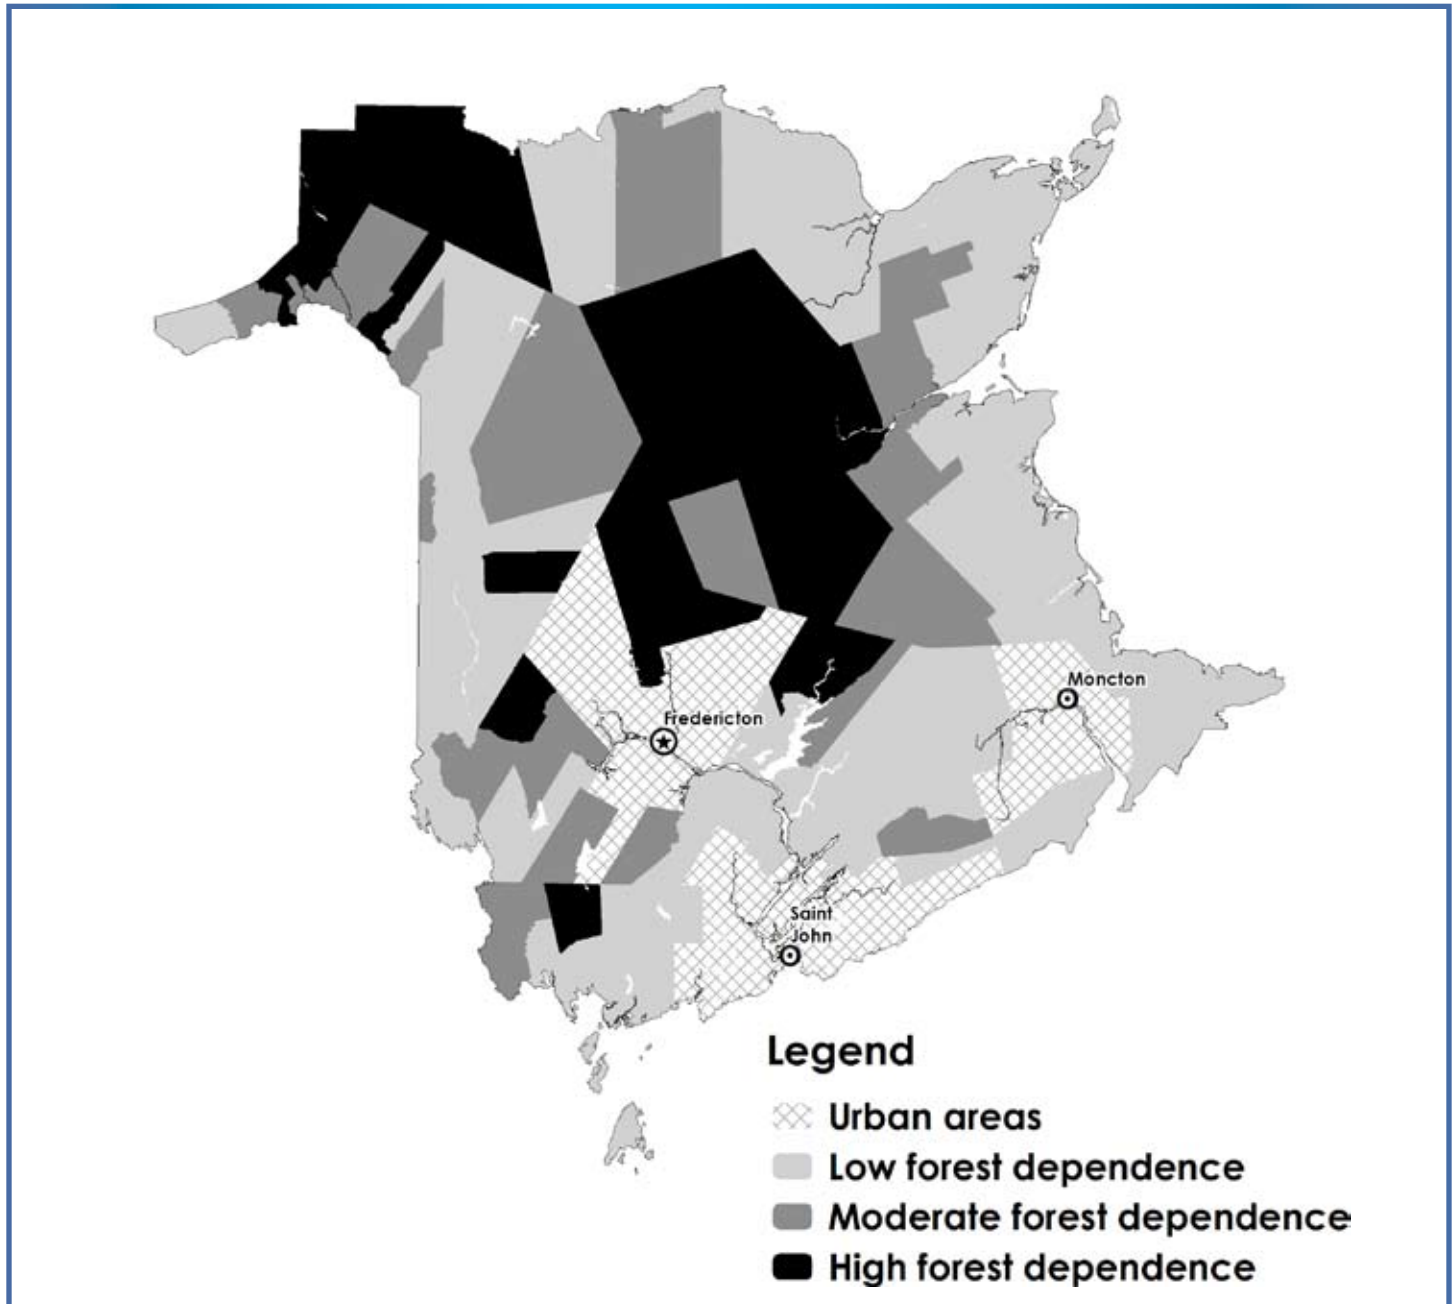 Moncton
Fredericton
Saint
John
Legend
Urban areas
Low forest dependence
Moderate forest dependence
High forest dependence